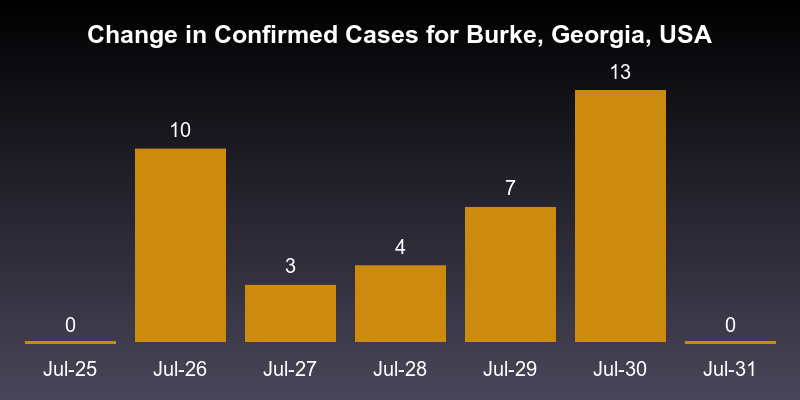 Change in Confirmed Cases for Burke, Georgia, USA
0 10 3 4 7 13 0
Jul-25 Jul-26 Jul-27 Jul-28 Jul-29 Jul-30 Jul-31